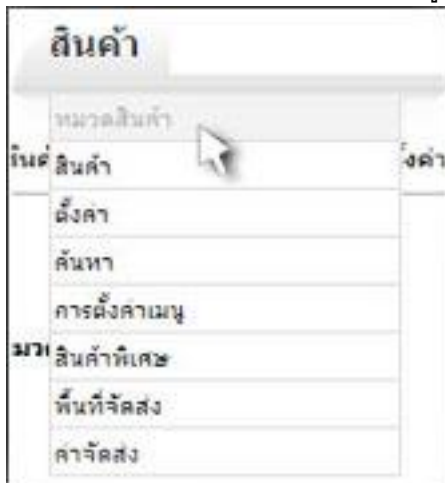 สินค้า
หมวดสินค้า
สินค้า
ตั้งค่า
ค้นหา
การตั้งค่าเมนู
สินค้าพิเศษ
พื้นที่จัดส่ง
ค่าจัดส่ง